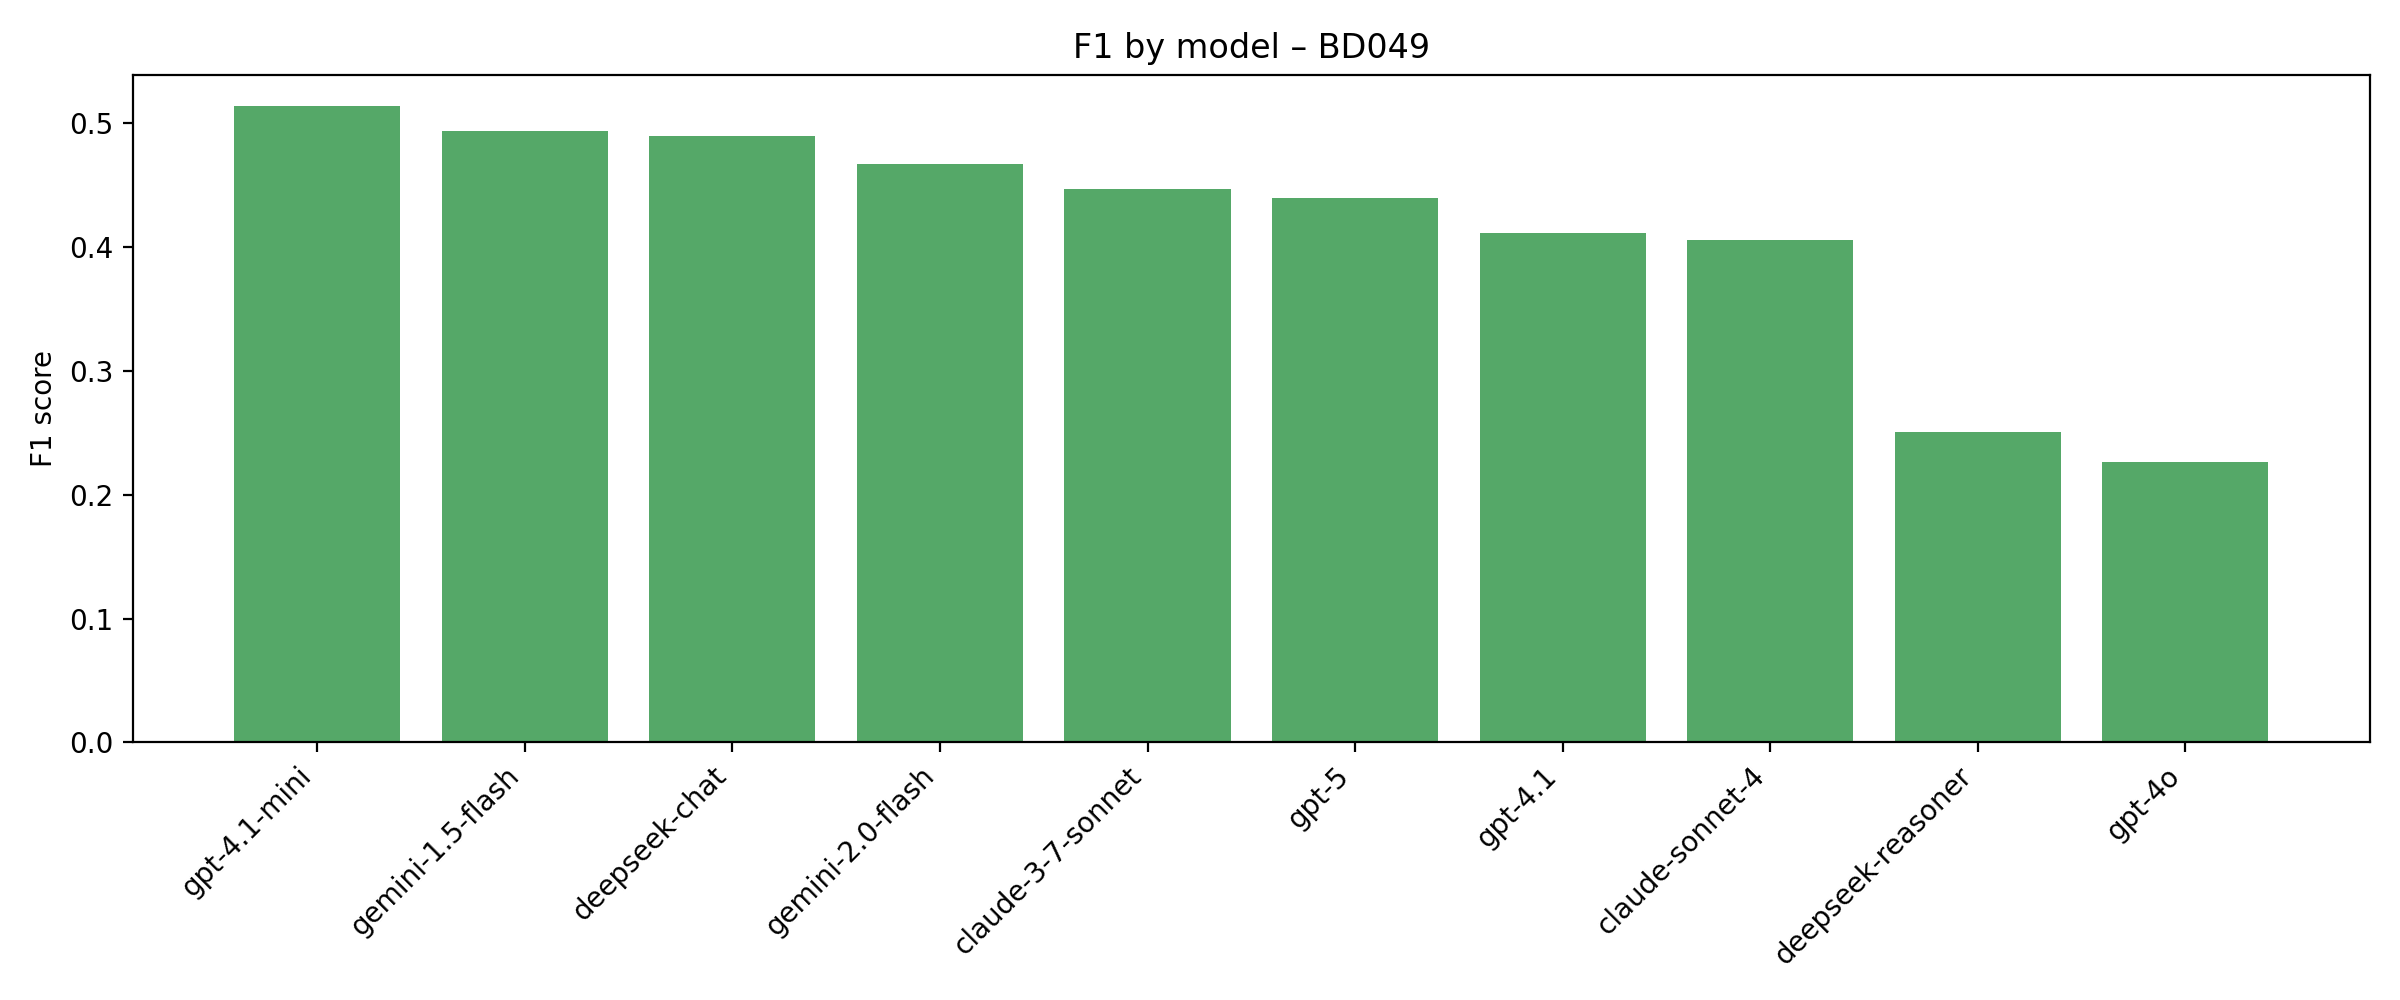 F1 by model – BD049
F1 score
0.5
0.4
0.3
0.2
0.1
0.0
gpt-4.1-mini
gemini-1.5-flash
deepseek-chat
gemini-2.0-flash
claude-3-7-sonnet
gpt-5
gpt-4.1
claude-sonnet-4
deepseek-reasoner
gpt-4o